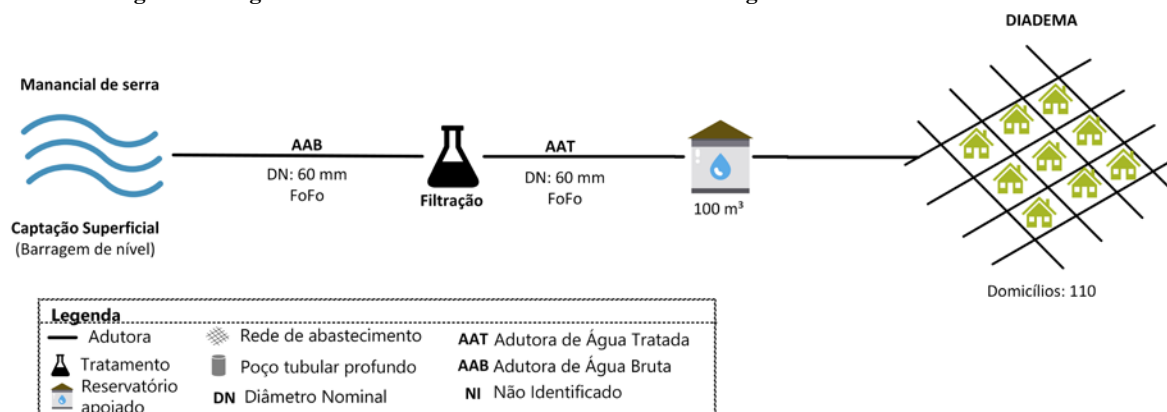 DIADEMA
Manancial de serra
AAB
DN: 60 mm
FoFo
Filtração
AAT
DN: 60 mm
FoFo
100 m³
Captação Superficial
(Barragem de nível)
Domicílios: 110
Legenda
Adutora
Rede de abastecimento
AAT Adutora de Água Tratada
Tratamento
Poço tubular profundo
AAB Adutora de Água Bruta
Reservatório
apoiado
DN Diâmetro Nominal
NI Não Identificado